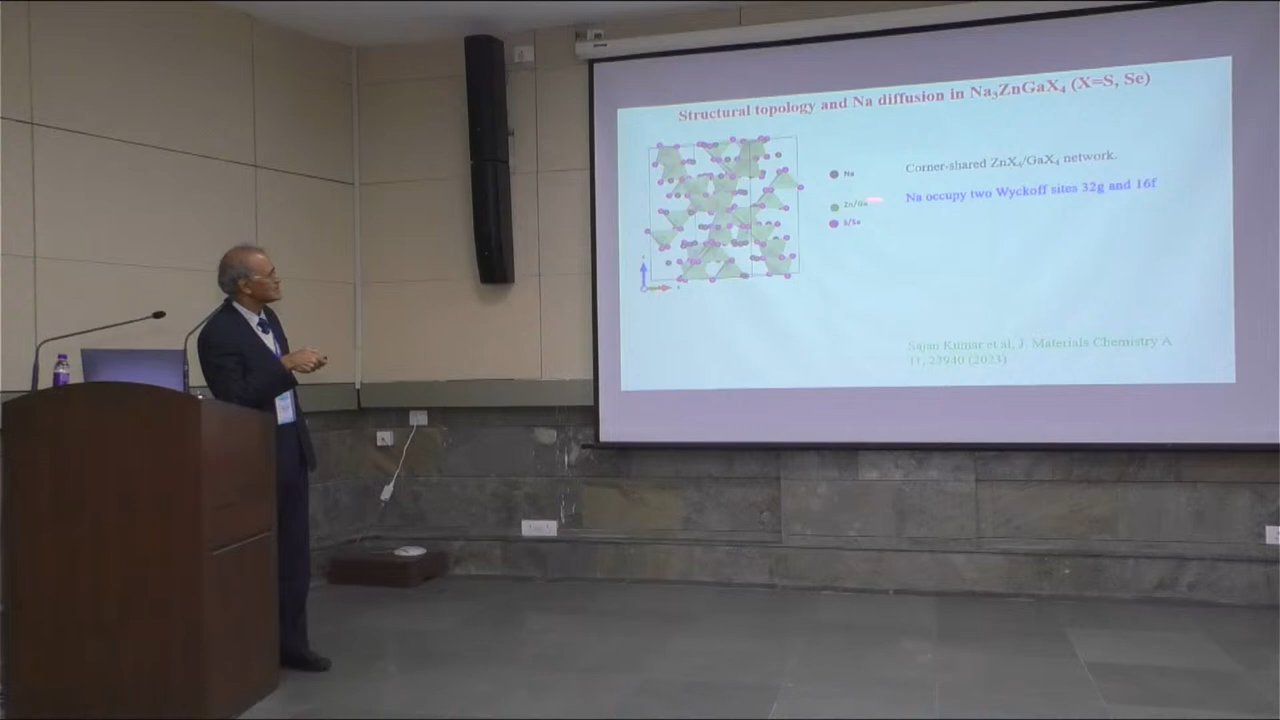 Structural topology and Na diffusion in Na₃ZnGaX₄ (X=S, Se)
Na
Zn/Ga
S/Se
Corner-shared ZnX₄/GaX₄ network.
Na occupy two Wyckoff sites 32g and 16f
Sajan Kumar et al, J. Materials Chemistry A
11, 23940 (2023)